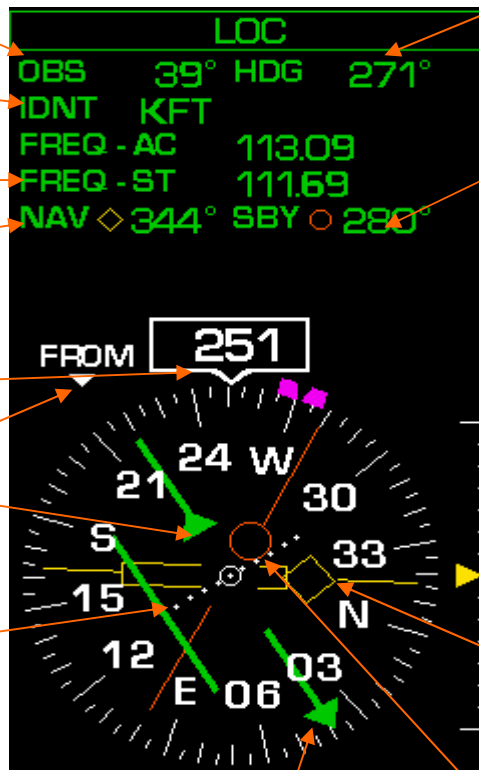 LOC
OBS 39° HDG 271°
IDNT KFT
FREQ - AC 113.09
FREQ - ST 111.69
NAV 344° SBY 280°
FROM 251
24 W
21 30
S 33
15 N
12 03
E 06